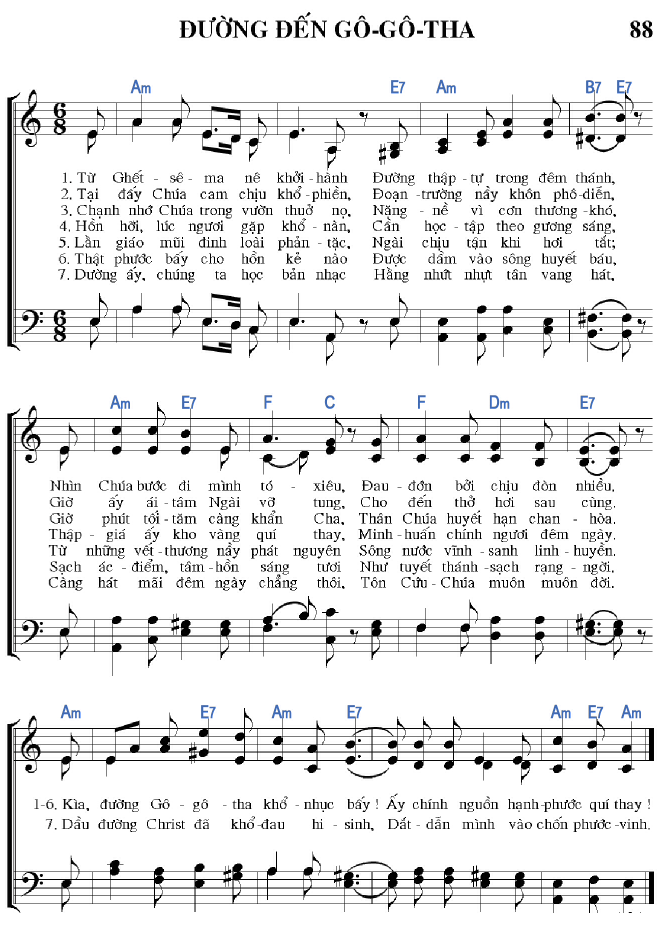 ĐƯỜNG ĐẾN GÔ-GÔ-THA 88
Am E7 Am B7 E7
6 8
1. Từ Ghết - sê - ma nê khởi-hành Đường thập-tự trong đêm thánh,
2. Tại đấy Chúa cam chịu khổ-phiền, Đoạn-trường nầy khôn phô-diễn,
3. Chạnh nhớ Chúa trong vườn thuở nọ, Nặng-nề vì cơn thương-khó,
4. Hồn hỡi, lúc ngươi gặp khổ-nàn, Cần học-tập theo gương sáng,
5. Lằn giáo mũi đinh loài phản-tặc, Ngài chịu tận khi hơi tắt;
6. Thật phước bấy cho hồn kẻ nào Được dầm vào sông huyết báu,
7. Dường ấy, chúng ta học bản nhạc Hằng nhứt nhựt tân vang hát,
6 8
Am E7 F C F Dm E7
Nhìn Chúa bước đi mình tó-xiêu, Đau-đớn bởi chịu đòn nhiều.
Giờ ấy ái-tâm Ngài vỡ tung, Cho đến thở hơi sau cùng.
Giờ phút tối-tăm càng khẩn Cha, Thân Chúa huyết hạn chan-hòa.
Thập-giá ấy kho vàng quí thay, Minh-huấn chính ngươi đêm ngày.
Từ những vết-thương nầy phát nguyên Sông nước vĩnh-sanh linh-huyền.
Sạch ác-điểm, tâm-hồn sáng tươi Như tuyết thánh-sạch rạng-ngời,
Càng hát mãi đêm ngày chẳng thôi, Tôn Cứu-Chúa muôn muôn đời.
Am E7 Am E7 Am E7 Am
1-6. Kìa, đường Gô - gô - tha khổ-nhục bấy ! Ấy chính nguồn hạnh-phước quí thay !
7. Dầu đường Christ đã khổ-đau hi-sinh, Dắt-dẫn mình vào chốn phước-vinh.